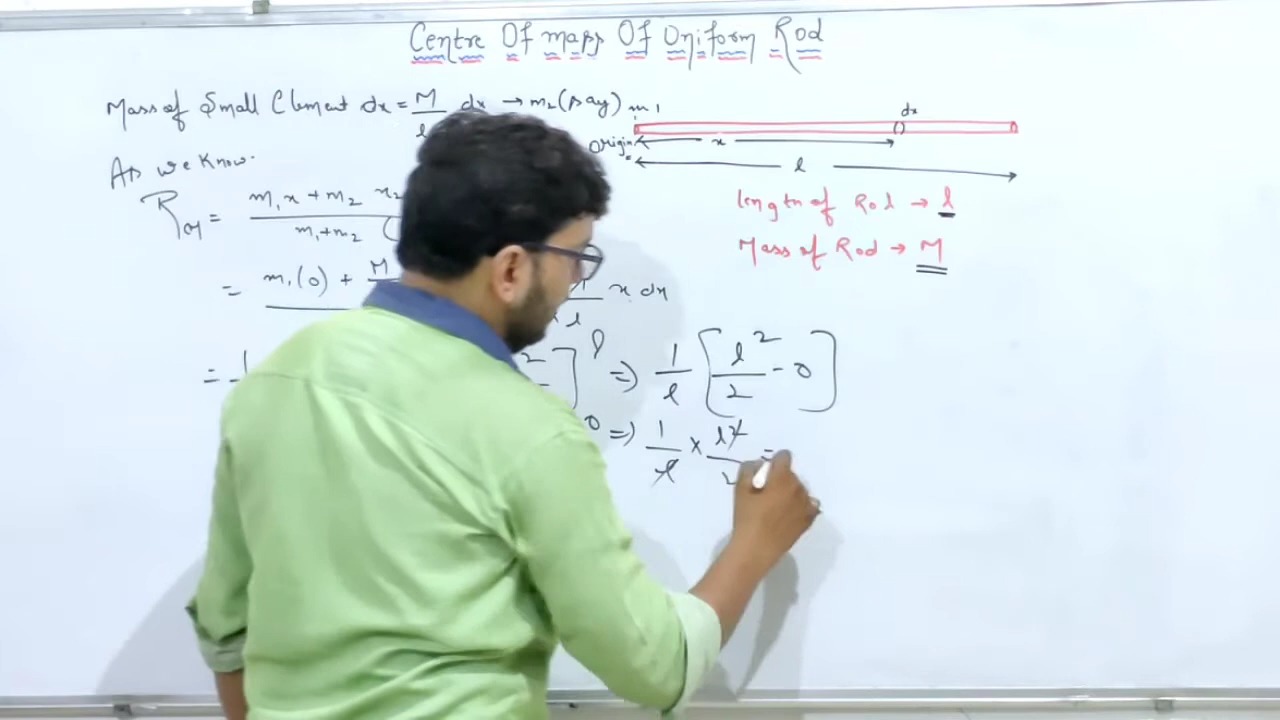 Centre Of mass Of Uniform Rod
Mass of Small Element dx = M/l dx → m₂(say)
m₁
dx
Origin
x
l
As we know.
length of Rod → l
Mass of Rod → M
R = m₁x + m₂ x₂ / m₁+m₂
= m₁(0) + M
x dx
l
= 1
2 ] l 0
=> 1/l [ l²/2 - 0 ]
=> 1/l × l²/2 =